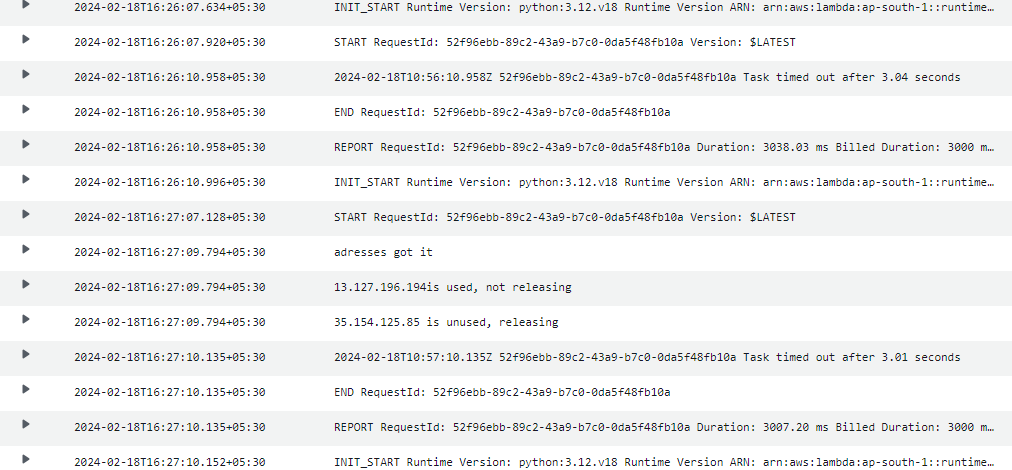 2024-02-18T16:26:07.634+05:30 INIT_START Runtime Version: python:3.12.v18 Runtime Version ARN: arn:aws:lambda:ap-south-1::runtime…
2024-02-18T16:26:07.920+05:30 START RequestId: 52f96ebb-89c2-43a9-b7c0-0da5f48fb10a Version: $LATEST
2024-02-18T16:26:10.958+05:30 2024-02-18T10:56:10.958Z 52f96ebb-89c2-43a9-b7c0-0da5f48fb10a Task timed out after 3.04 seconds
2024-02-18T16:26:10.958+05:30 END RequestId: 52f96ebb-89c2-43a9-b7c0-0da5f48fb10a
2024-02-18T16:26:10.958+05:30 REPORT RequestId: 52f96ebb-89c2-43a9-b7c0-0da5f48fb10a Duration: 3038.03 ms Billed Duration: 3000 m…
2024-02-18T16:26:10.996+05:30 INIT_START Runtime Version: python:3.12.v18 Runtime Version ARN: arn:aws:lambda:ap-south-1::runtime…
2024-02-18T16:27:07.128+05:30 START RequestId: 52f96ebb-89c2-43a9-b7c0-0da5f48fb10a Version: $LATEST
2024-02-18T16:27:09.794+05:30 adresses got it
2024-02-18T16:27:09.794+05:30 13.127.196.194is used, not releasing
2024-02-18T16:27:09.794+05:30 35.154.125.85 is unused, releasing
2024-02-18T16:27:10.135+05:30 2024-02-18T10:57:10.135Z 52f96ebb-89c2-43a9-b7c0-0da5f48fb10a Task timed out after 3.01 seconds
2024-02-18T16:27:10.135+05:30 END RequestId: 52f96ebb-89c2-43a9-b7c0-0da5f48fb10a
2024-02-18T16:27:10.135+05:30 REPORT RequestId: 52f96ebb-89c2-43a9-b7c0-0da5f48fb10a Duration: 3007.20 ms Billed Duration: 3000 m…
2024-02-18T16:27:10.152+05:30 INIT_START Runtime Version: python:3.12.v18 Runtime Version ARN: arn:aws:lambda:ap-south-1::runtime…